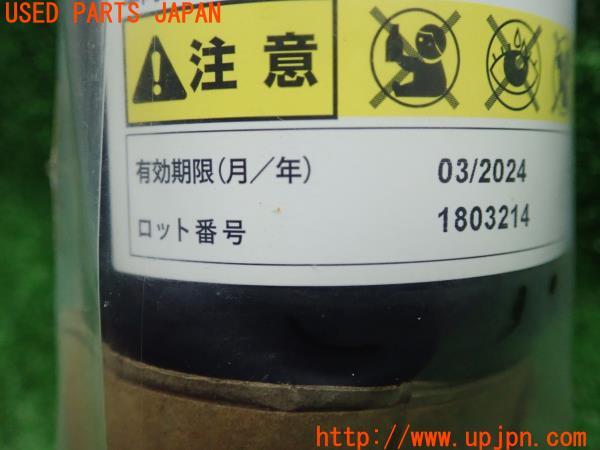 USED PARTS JAPAN
注意
有効期限(月／年) 03/2024
ロット番号 1803214
http://www.upjpn.com